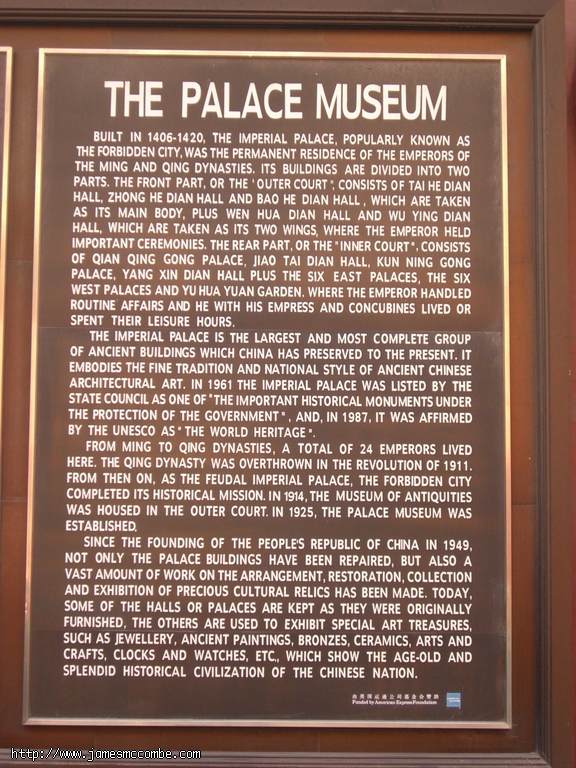 THE PALACE MUSEUM
BUILT IN 1406-1420, THE IMPERIAL PALACE, POPULARLY KNOWN AS
THE FORBIDDEN CITY, WAS THE PERMANENT RESIDENCE OF THE EMPERORS OF
THE MING AND QING DYNASTIES. ITS BUILDINGS ARE DIVIDED INTO TWO
PARTS. THE FRONT PART, OR THE 'OUTER COURT", CONSISTS OF TAI HE DIAN
HALL, ZHONG HE DIAN HALL AND BAO HE DIAN HALL, WHICH ARE TAKEN
AS ITS MAIN BODY, PLUS WEN HUA DIAN HALL AND WU YING DIAN
HALL, WHICH ARE TAKEN AS ITS TWO WINGS, WHERE THE EMPEROR HELD
IMPORTANT CEREMONIES. THE REAR PART, OR THE "INNER COURT", CONSISTS
OF QIAN QING GONG PALACE, JIAO TAI DIAN HALL, KUN NING GONG
PALACE, YANG XIN DIAN HALL PLUS THE SIX EAST PALACES, THE SIX
WEST PALACES AND YU HUA YUAN GARDEN. WHERE THE EMPEROR HANDLED
ROUTINE AFFAIRS AND HE WITH HIS EMPRESS AND CONCUBINES LIVED OR
SPENT THEIR LEISURE HOURS.
THE IMPERIAL PALACE IS THE LARGEST AND MOST COMPLETE GROUP
OF ANCIENT BUILDINGS WHICH CHINA HAS PRESERVED TO THE PRESENT. IT
EMBODIES THE FINE TRADITION AND NATIONAL STYLE OF ANCIENT CHINESE
ARCHITECTURAL ART. IN 1961 THE IMPERIAL PALACE WAS LISTED BY THE
STATE COUNCIL AS ONE OF "THE IMPORTANT HISTORICAL MONUMENTS UNDER
THE PROTECTION OF THE GOVERNMENT", AND, IN 1987, IT WAS AFFIRMED
BY THE UNESCO AS "THE WORLD HERITAGE".
FROM MING TO QING DYNASTIES, A TOTAL OF 24 EMPERORS LIVED
HERE. THE QING DYNASTY WAS OVERTHROWN IN THE REVOLUTION OF 1911.
FROM THEN ON, AS THE FEUDAL IMPERIAL PALACE, THE FORBIDDEN CITY
COMPLETED ITS HISTORICAL MISSION. IN 1914, THE MUSEUM OF ANTIQUITIES
WAS HOUSED IN THE OUTER COURT. IN 1925, THE PALACE MUSEUM WAS
ESTABLISHED.
SINCE THE FOUNDING OF THE PEOPLE'S REPUBLIC OF CHINA IN 1949,
NOT ONLY THE PALACE BUILDINGS HAVE BEEN REPAIRED, BUT ALSO A
VAST AMOUNT OF WORK ON THE ARRANGEMENT, RESTORATION, COLLECTION
AND EXHIBITION OF PRECIOUS CULTURAL RELICS HAS BEEN MADE. TODAY,
SOME OF THE HALLS OR PALACES ARE KEPT AS THEY WERE ORIGINALLY
FURNISHED, THE OTHERS ARE USED TO EXHIBIT SPECIAL ART TREASURES,
SUCH AS JEWELLERY, ANCIENT PAINTINGS, BRONZES, CERAMICS, ARTS AND
CRAFTS, CLOCKS AND WATCHES, ETC., WHICH SHOW THE AGE-OLD AND
SPLENDID HISTORICAL CIVILIZATION OF THE CHINESE NATION.
由美国运通公司基金会赞助
Funded by American Express Foundation
http://www.jamesmccombe.com